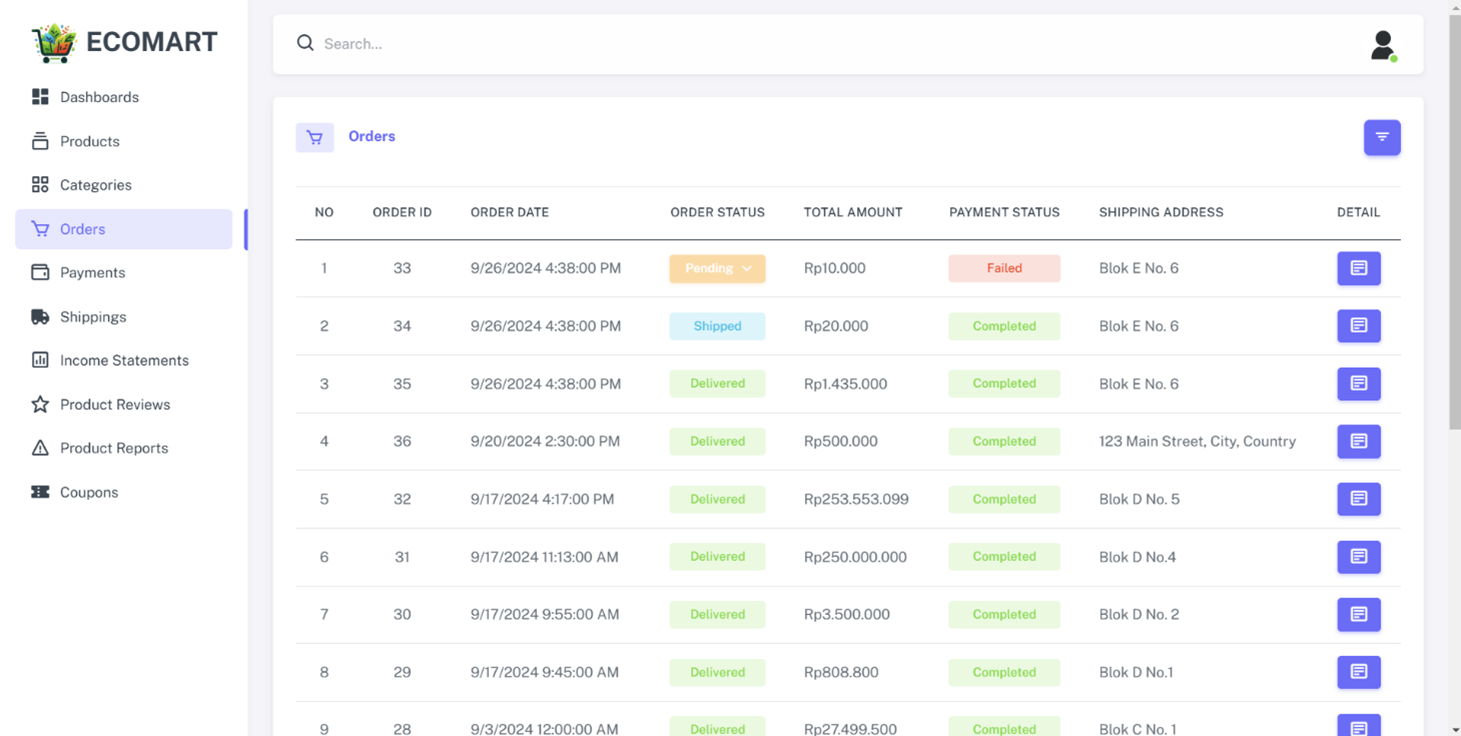 ECOMART
Search...
Dashboards
Products
Categories
Orders
Payments
Shippings
Income Statements
Product Reviews
Product Reports
Coupons
Orders
NO ORDER ID ORDER DATE ORDER STATUS TOTAL AMOUNT PAYMENT STATUS SHIPPING ADDRESS DETAIL
1 33 9/26/2024 4:38:00 PM Pending Rp10.000 Failed Blok E No. 6
2 34 9/26/2024 4:38:00 PM Shipped Rp20.000 Completed Blok E No. 6
3 35 9/26/2024 4:38:00 PM Delivered Rp1.435.000 Completed Blok E No. 6
4 36 9/20/2024 2:30:00 PM Delivered Rp500.000 Completed 123 Main Street, City, Country
5 32 9/17/2024 4:17:00 PM Delivered Rp253.553.099 Completed Blok D No. 5
6 31 9/17/2024 11:13:00 AM Delivered Rp250.000.000 Completed Blok D No.4
7 30 9/17/2024 9:55:00 AM Delivered Rp3.500.000 Completed Blok D No. 2
8 29 9/17/2024 9:45:00 AM Delivered Rp808.800 Completed Blok D No.1
9 28 9/3/2024 12:00:00 AM Delivered Rp27.499.500 Completed Blok C No. 1